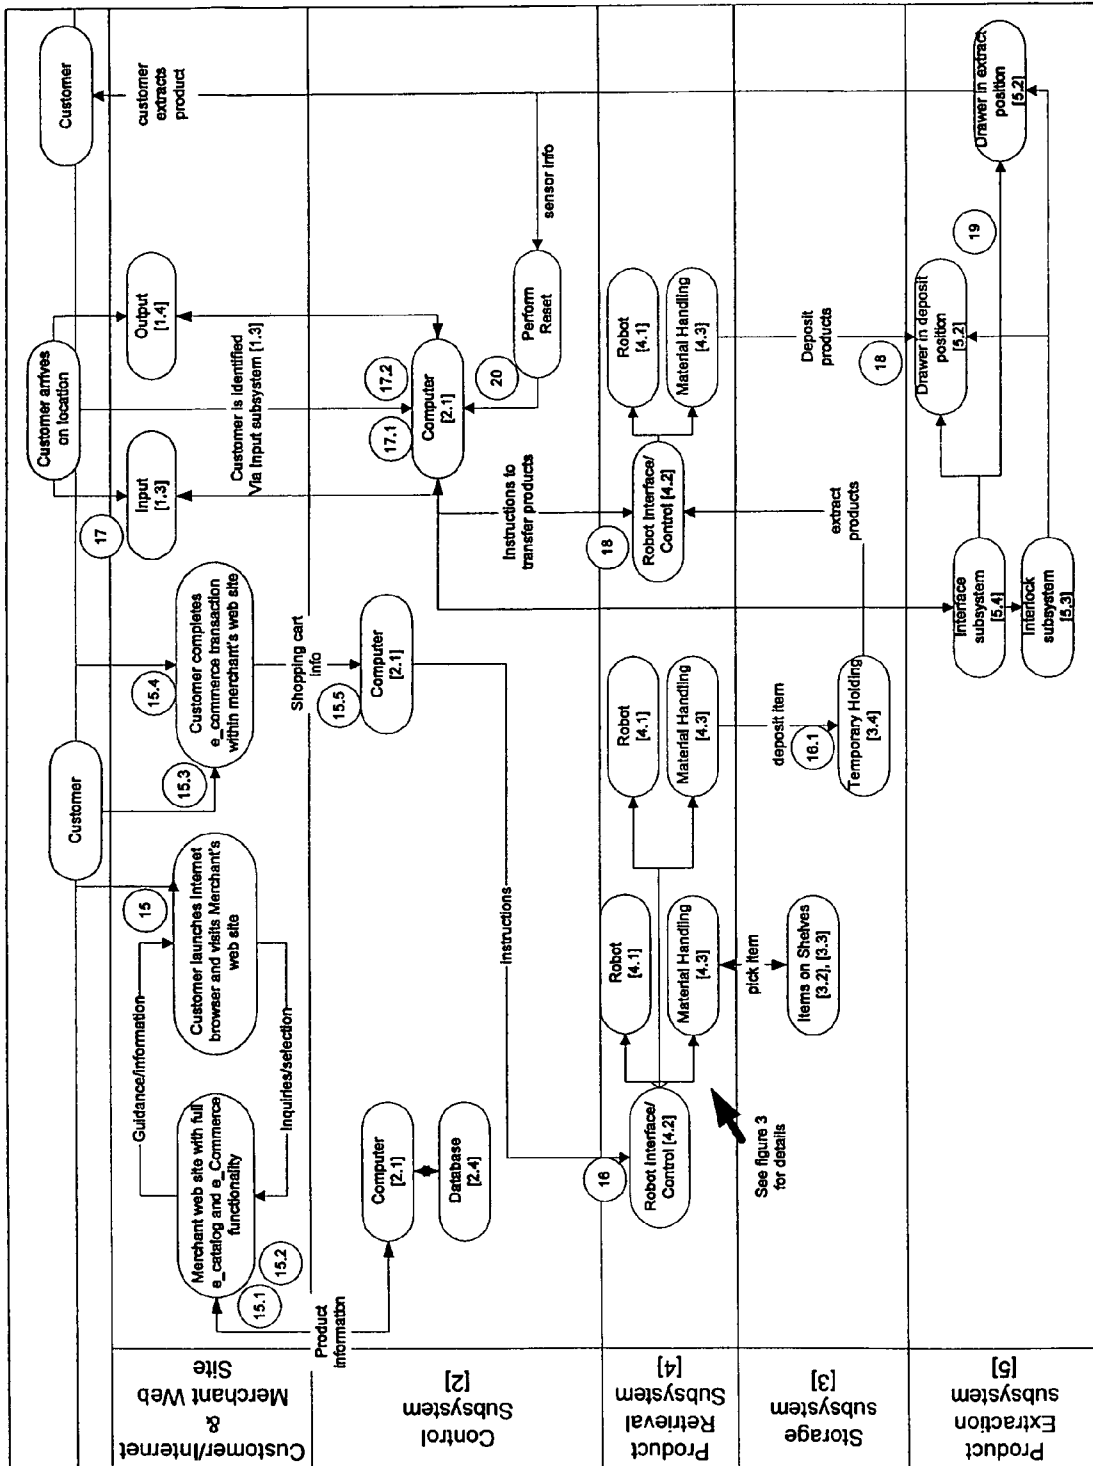 Customer/Internet
&
Merchant Web
Site
Control
Subsystem
[2]
Product
Retrieval
Subsystem
[4]
Storage
subsystem
[3]
Product
Extraction
subsystem
[5]
Customer
Customer arrives
on location
Customer
Merchant web site with full
e_catalog and e_Commerce
functionality
15.1
15.2
Guidance/information
Inquiries/selection
15
Customer launches Internet
browser and visits Merchant's
web site
15.3
15.4
Customer completes
e_commerce transaction
within merchant's web site
17
Input
[1.3]
Output
[1.4]
customer
extracts
product
Product
information
Computer
[2.1]
Database
[2.4]
Shopping cart
info
15.5
Computer
[2.1]
instructions
Customer is identified
Via Input subsystem [1.3]
17.1
17.2
Computer
[2.1]
20
Perform
Reset
sensor info
Instructions to
transfer products
16
Robot Interface/
Control [4.2]
See figure 3
for details
Robot
[4.1]
Material Handling
[4.3]
Robot
[4.1]
Material Handling
[4.3]
18
Robot Interface/
Control [4.2]
Robot
[4.1]
Material Handling
[4.3]
pick item
Items on Shelves
[3.2], [3.3]
deposit item
16.1
Temporary Holding
[3.4]
extract
products
Deposit
products
18
Interface
subsystem
[5.4]
Interlock
subsystem
[5.3]
Drawer in deposit
position
[5.2]
19
Drawer in extract
position
[5.2]